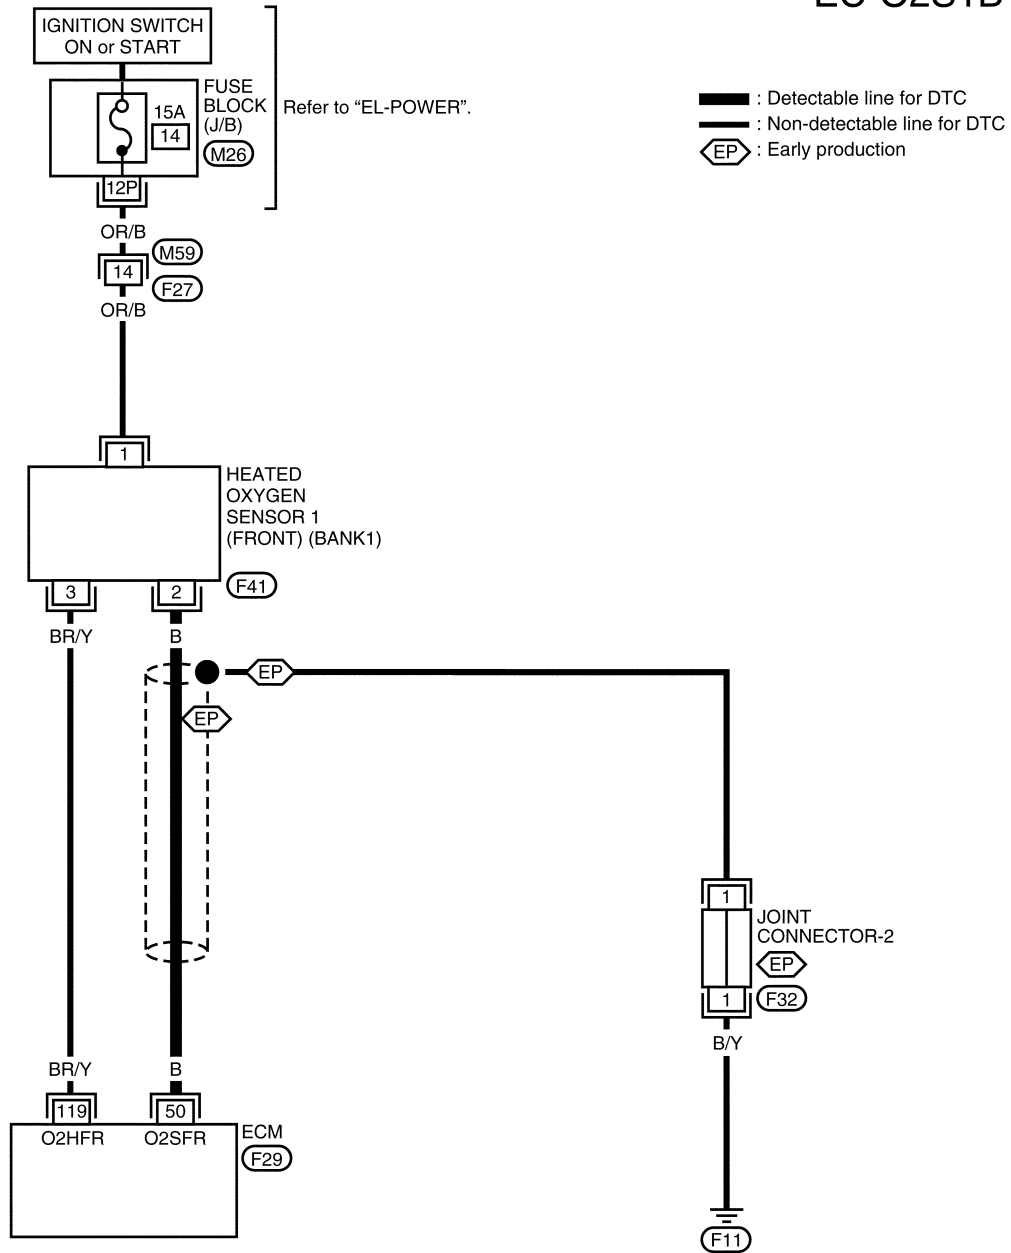 IGNITION SWITCH
ON or START
FUSE
BLOCK
(J/B)
15A
14
M26
Refer to “EL-POWER”.
: Detectable line for DTC
: Non-detectable line for DTC
EP : Early production
12P
OR/B
M59
14
F27
OR/B
1
HEATED
OXYGEN
SENSOR 1
(FRONT) (BANK1)
3
2
F41
BR/Y
B
EP
EP
1
JOINT
CONNECTOR-2
EP
1
F32
B/Y
BR/Y
B
119
50
O2HFR
O2SFR
ECM
F29
F11